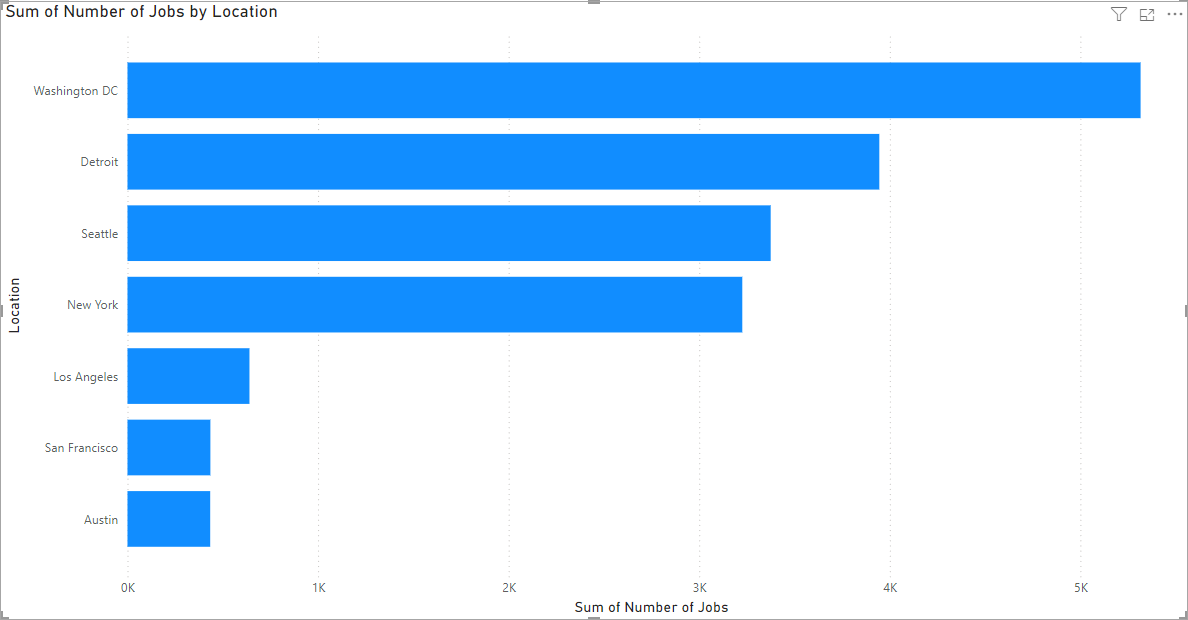 Sum of Number of Jobs by Location
Location
Washington DC
Detroit
Seattle
New York
Los Angeles
San Francisco
Austin
0K 1K 2K 3K 4K 5K
Sum of Number of Jobs